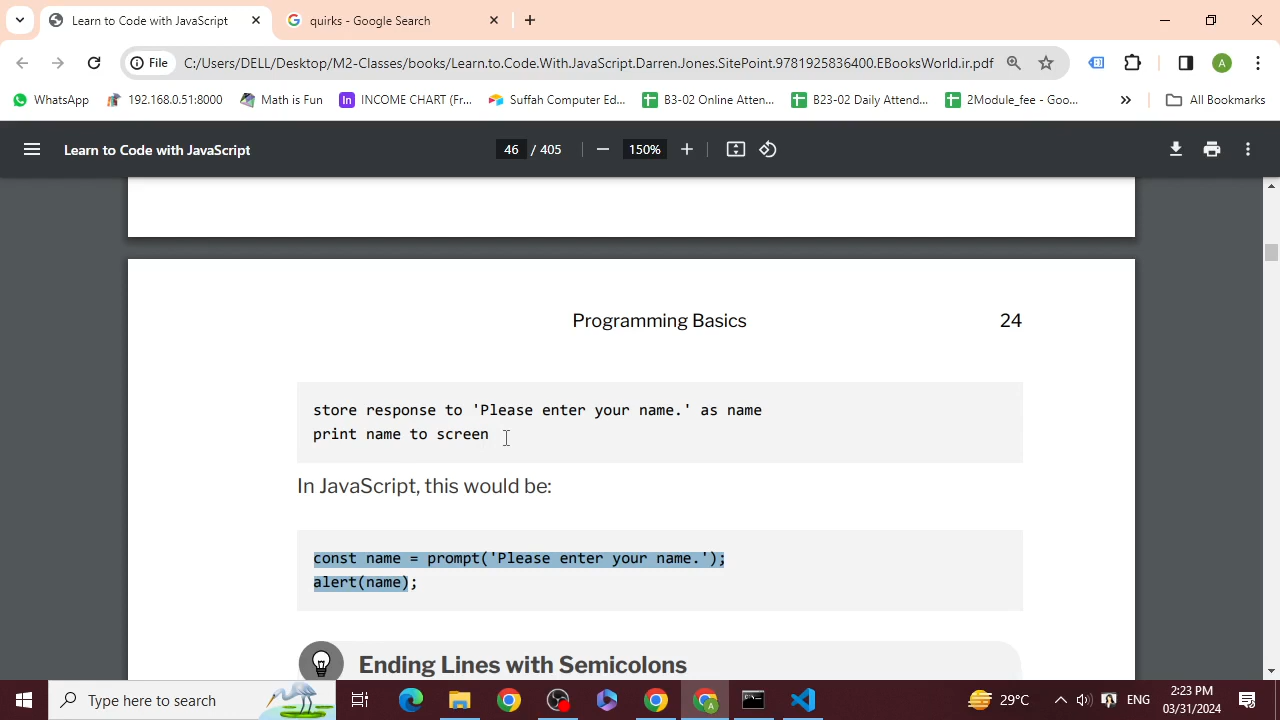 Learn to Code with JavaScript
quirks - Google Search
File
C:/Users/DELL/Desktop/M2-Classes/books/Learn.to.Code.With.JavaScript.Darren.Jones.SitePoint.9781925836400.EBooksWorld.ir.pdf
A
WhatsApp
192.168.0.51:8000
Math is Fun
In
INCOME CHART (Fr...
Suffah Computer Ed...
B3-02 Online Atten...
B23-02 Daily Attend...
2Module_fee - Goo...
All Bookmarks
Learn to Code with JavaScript
46 / 405
150%
Programming Basics
24
store response to 'Please enter your name.' as name
print name to screen
In JavaScript, this would be:
const name = prompt('Please enter your name.');
alert(name);
Ending Lines with Semicolons
Type here to search
A
29°C
ENG
2:23 PM
03/31/2024